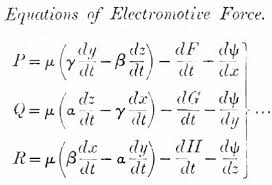 Equations of Electromotive Force.
P = μ (γ dy/dt − β dz/dt) − dF/dt − dψ/dx
Q = μ (α dz/dt − γ dx/dt) − dG/dt − dψ/dy } ...
R = μ (β dx/dt − α dy/dt) − dH/dt − dψ/dz